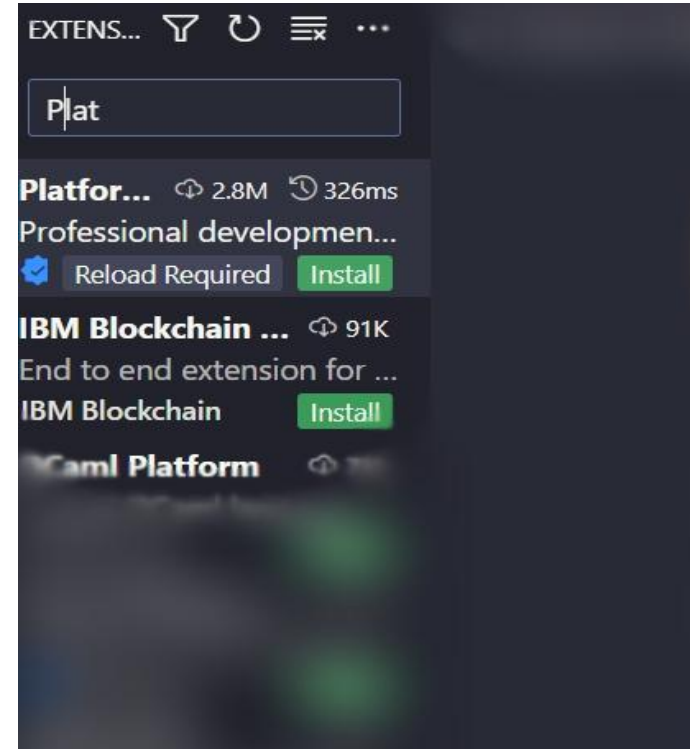 EXTENS...
Plat
Platfor... 2.8M 326ms
Professional developmen...
Reload Required Install
IBM Blockchain ... 91K
End to end extension for ...
IBM Blockchain Install
OCaml Platform